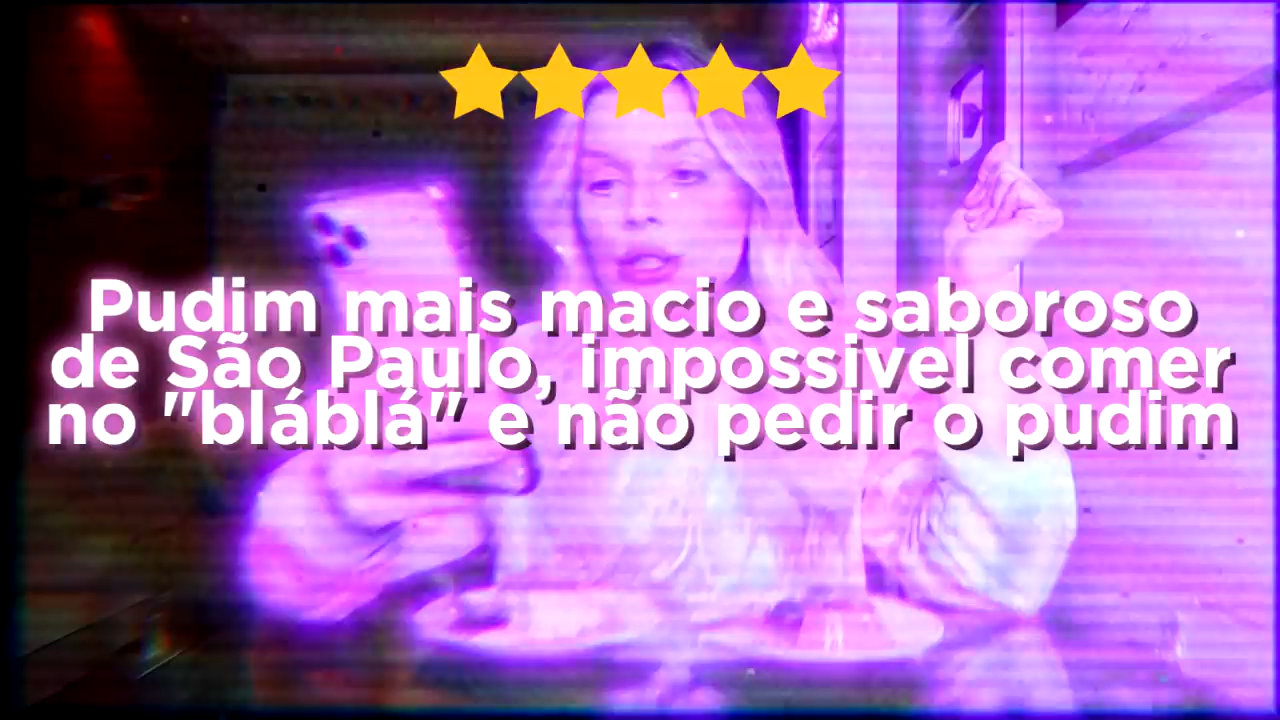 Pudim mais macio e saboroso
de São Paulo, impossivel comer
no "bláblá" e não pedir o pudim